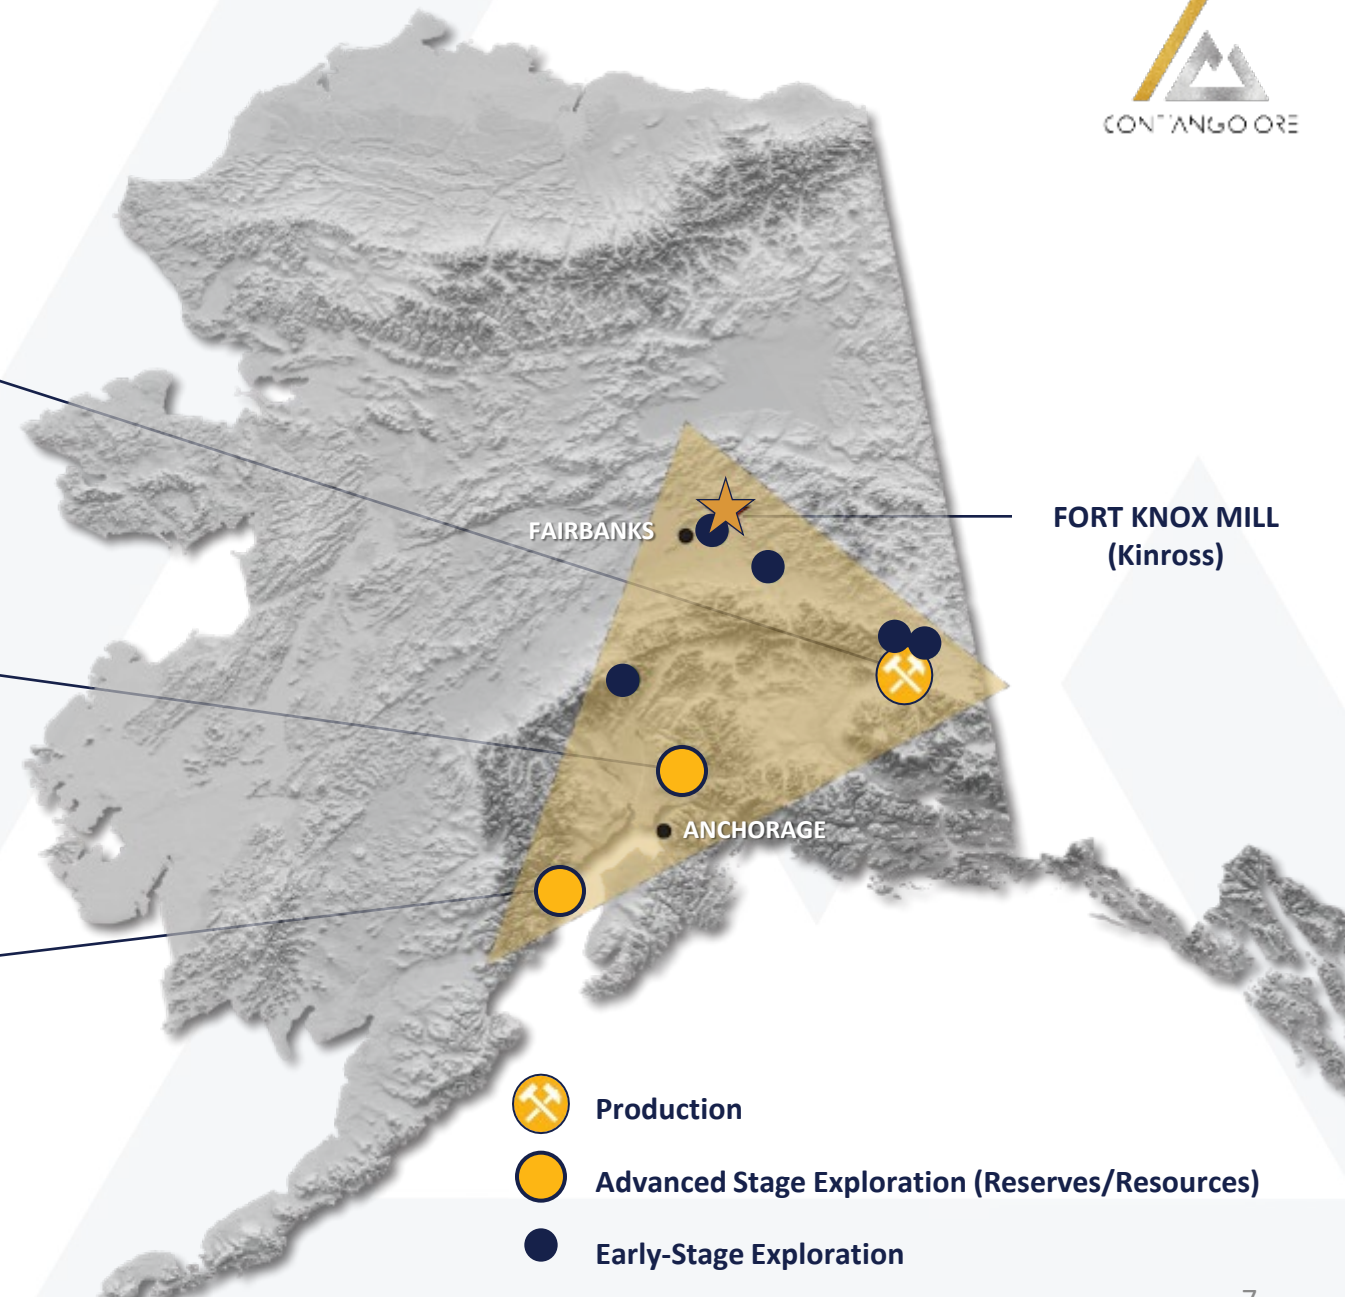 CONTANGO ORE
FORT KNOX MILL
(Kinross)
FAIRBANKS
ANCHORAGE
Production
Advanced Stage Exploration (Reserves/Resources)
Early-Stage Exploration